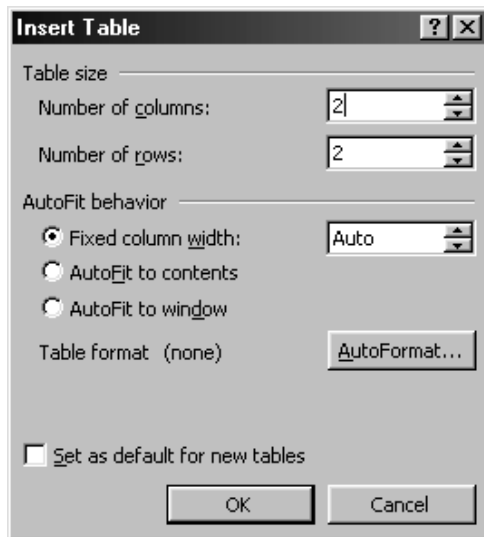 Insert Table
Table size
Number of columns: 2
Number of rows: 2
AutoFit behavior
Fixed column width: Auto
AutoFit to contents
AutoFit to window
Table format (none) AutoFormat...
Set as default for new tables
OK Cancel